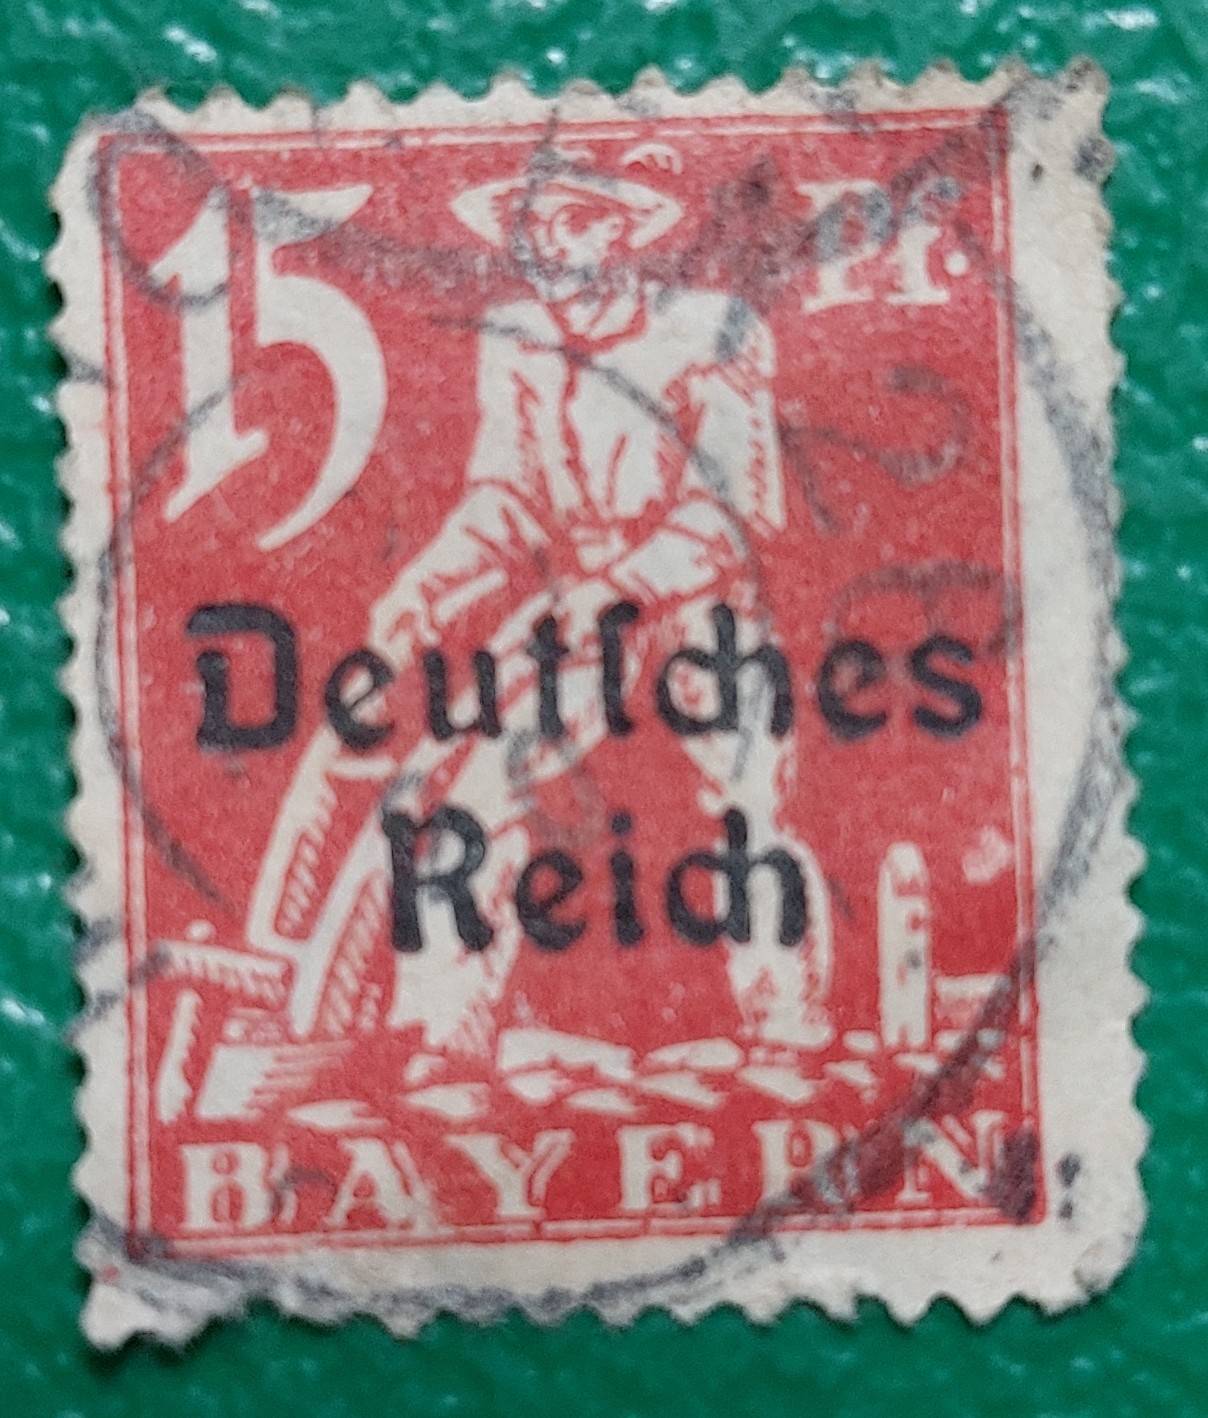 15 Pf.
Deutſches
Reich
BAYERN